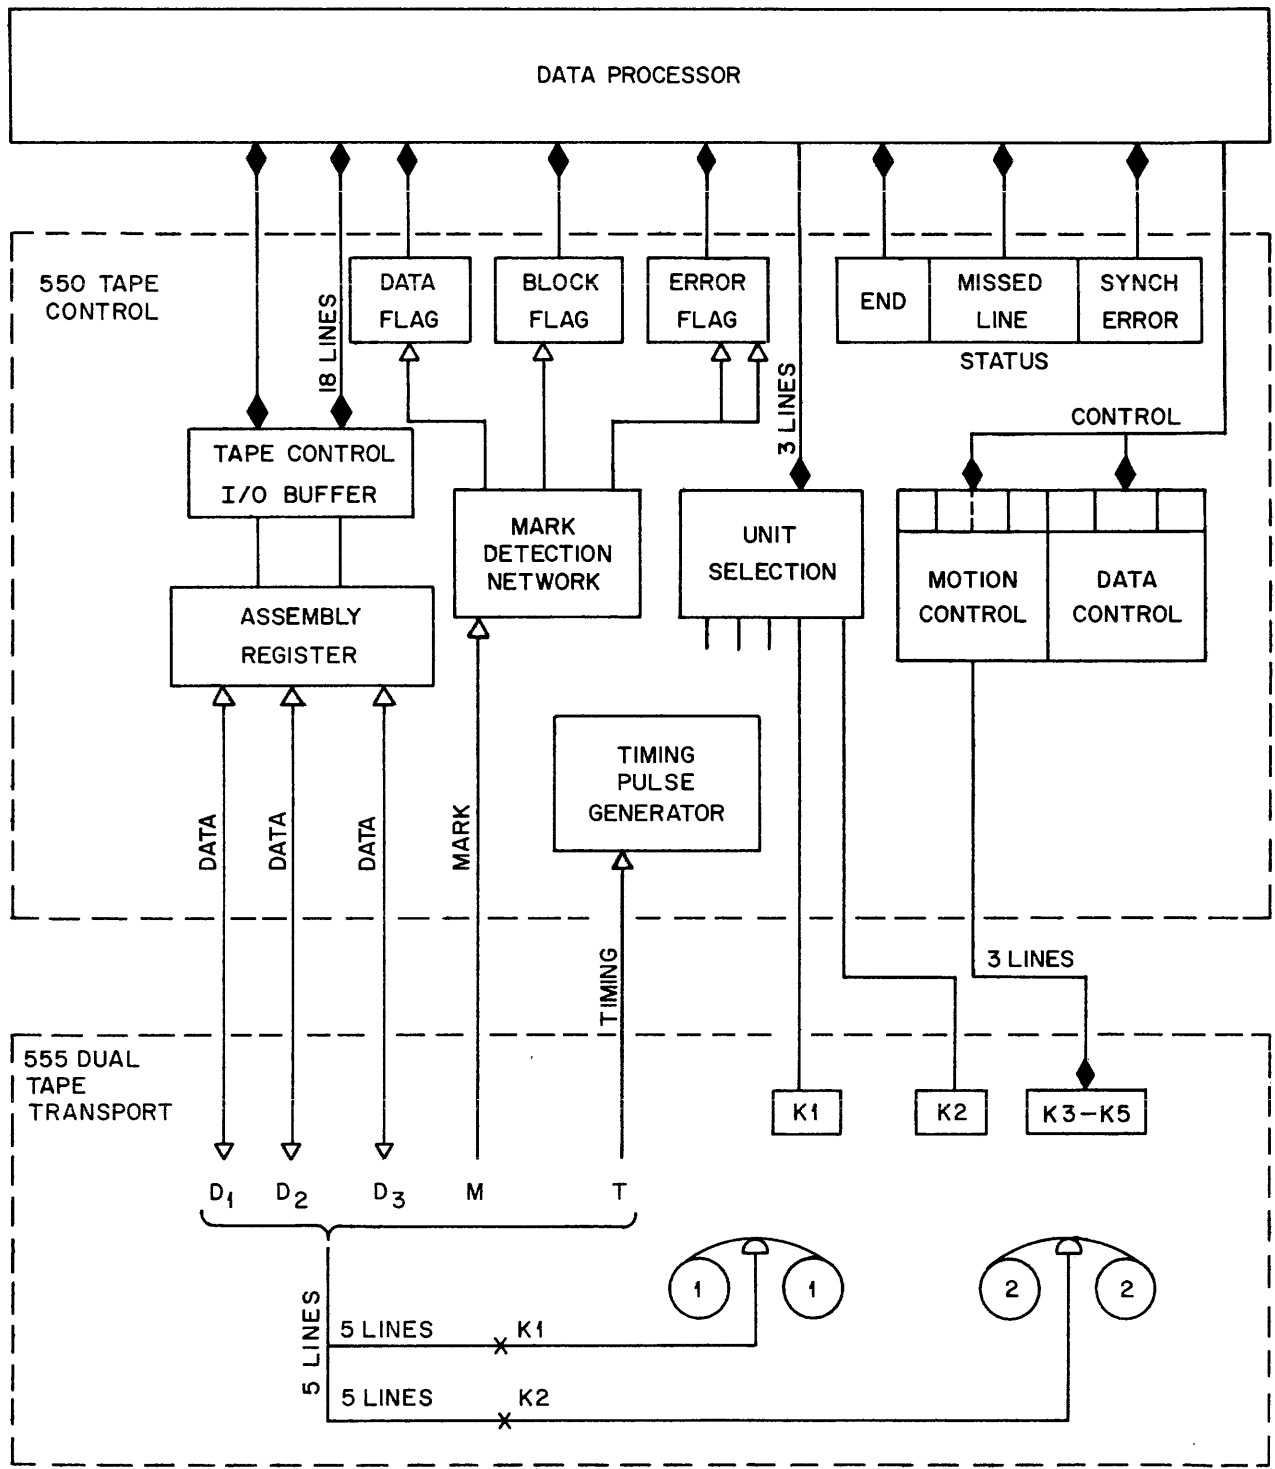 DATA PROCESSOR
550 TAPE
CONTROL
18 LINES
DATA
FLAG
BLOCK
FLAG
ERROR
FLAG
3 LINES
END
MISSED
LINE
SYNCH
ERROR
STATUS
CONTROL
TAPE CONTROL
I/O BUFFER
MARK
DETECTION
NETWORK
UNIT
SELECTION
MOTION
CONTROL
DATA
CONTROL
ASSEMBLY
REGISTER
TIMING
PULSE
GENERATOR
DATA
DATA
DATA
MARK
TIMING
3 LINES
555 DUAL
TAPE
TRANSPORT
K1
K2
K3-K5
D1
D2
D3
M
T
1
1
2
2
5 LINES
5 LINES
K1
5 LINES
K2